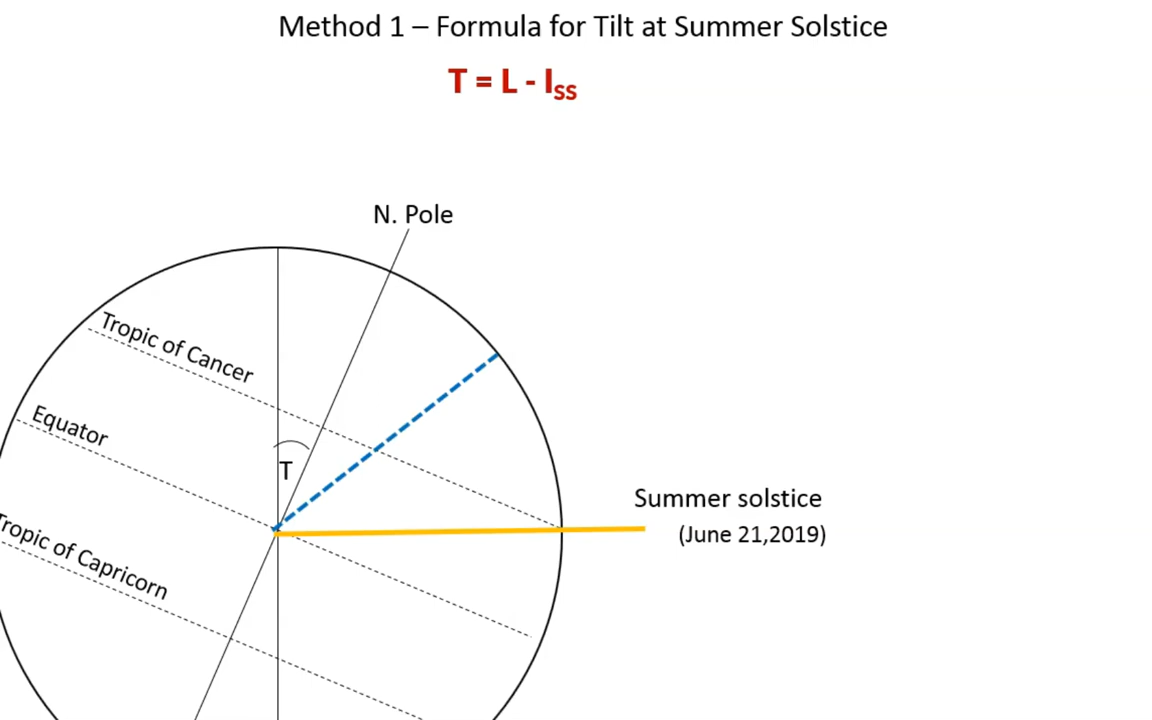 Method 1 – Formula for Tilt at Summer Solstice
T = L - I_SS
N. Pole
Tropic of Cancer
Equator
T
Summer solstice
(June 21,2019)
Tropic of Capricorn